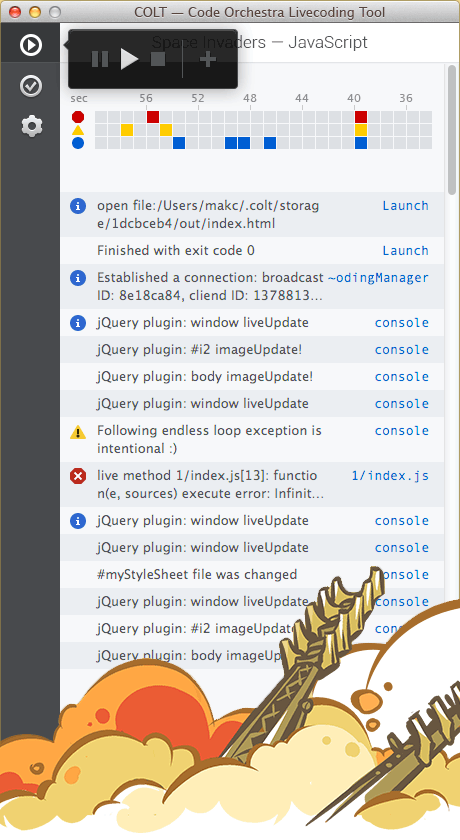 COLT — Code Orchestra Livecoding Tool
Space Invaders — JavaScript
sec 56 52 48 44 40 36
open file:/Users/makc/.colt/storag Launch
e/1dcbceb4/out/index.html
Finished with exit code 0 Launch
Established a connection: broadcast ~odingManager
ID: 8e18ca84, cliend ID: 1378813...
jQuery plugin: window liveUpdate console
jQuery plugin: #i2 imageUpdate! console
jQuery plugin: body imageUpdate! console
jQuery plugin: window liveUpdate console
Following endless loop exception is console
intentional :)
live method 1/index.js[13]: functio 1/index.js
n(e, sources) execute error: Infinit...
jQuery plugin: window liveUpdate console
jQuery plugin: window liveUpdate console
#myStyleSheet file was changed console
jQuery plugin: window liveUpdate console
jQuery plugin: #i2 imageUpdate
jQuery plugin: body